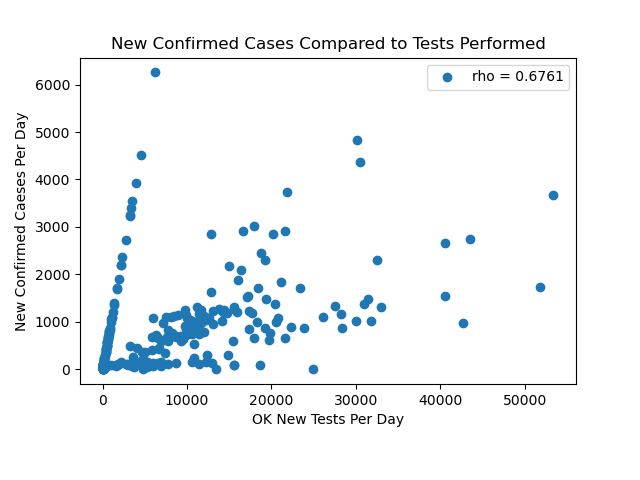 New Confirmed Cases Compared to Tests Performed
rho = 0.6761
New Confirmed Caeses Per Day
6000
5000
4000
3000
2000
1000
0
0 10000 20000 30000 40000 50000
OK New Tests Per Day